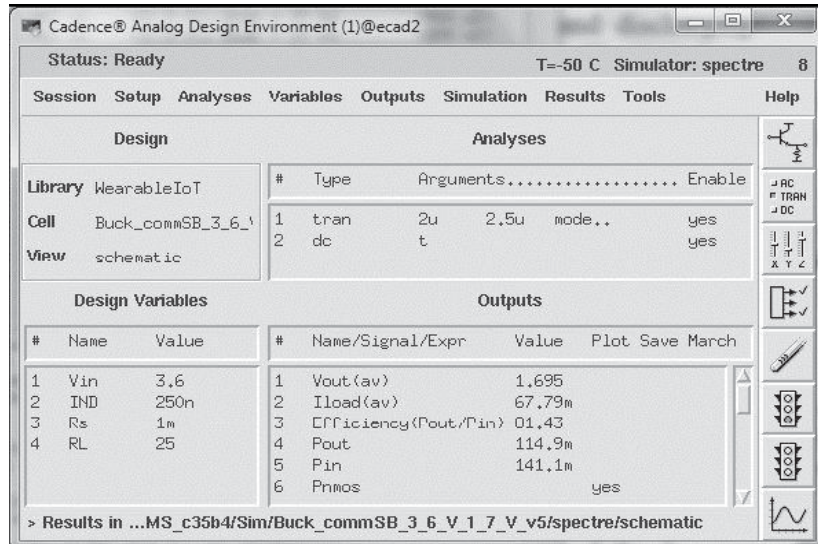 Cadence® Analog Design Environment (1)@ecad2
Status: Ready T=-50 C Simulator: spectre 8
Session Setup Analyses Variables Outputs Simulation Results Tools Help
Design
Library WearableIoT
Cell Buck_commSB_3_6_\
View schematic
Analyses
# Type Arguments.................. Enable
1 tran 2u 2.5u mode.. yes
2 dc t yes
AC
TRAN
DC
X Y Z
Design Variables
# Name Value
1 Vin 3.6
2 IND 250n
3 Rs 1m
4 RL 25
Outputs
# Name/Signal/Expr Value Plot Save March
1 Vout(av) 1.695
2 Iload(av) 67.79m
3 Efficiency(Pout/Pin) 81.43
4 Pout 114.9m
5 Pin 141.1m
6 Pnmos yes
> Results in ...MS_c35b4/Sim/Buck_commSB_3_6_V_1_7_V_v5/spectre/schematic